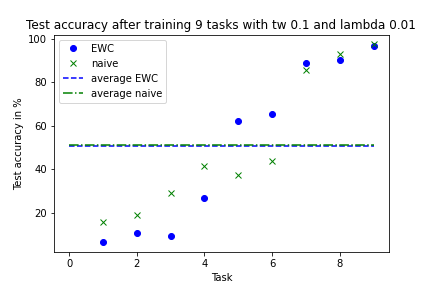 Test accuracy after training 9 tasks with tw 0.1 and lambda 0.01
100
80
60
40
20
Test accuracy in %
EWC
naive
average EWC
average naive
0 2 4 6 8
Task